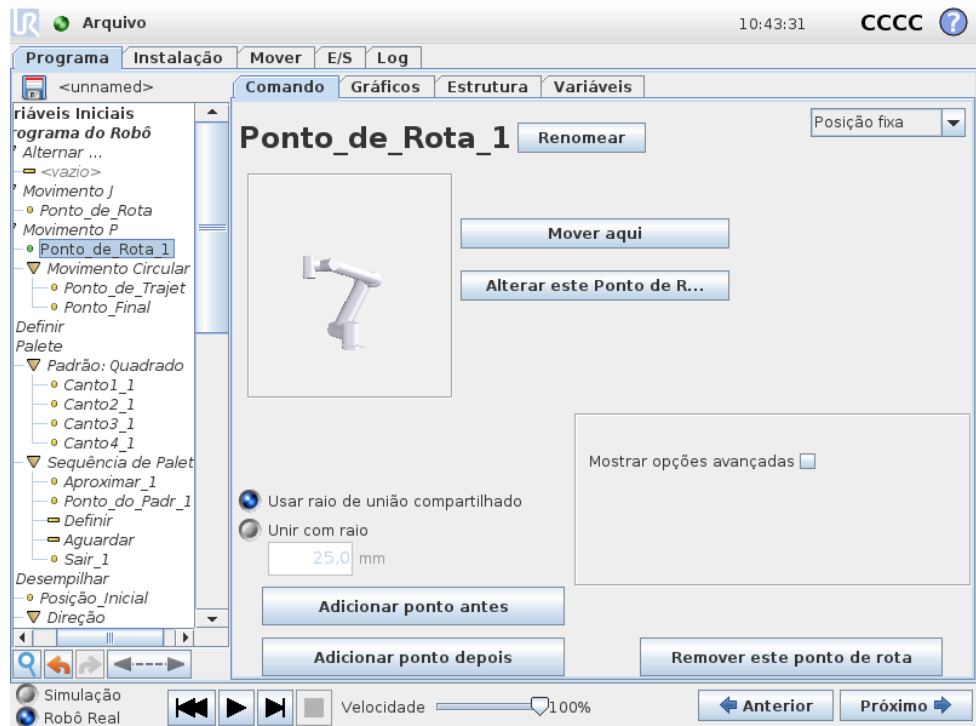 UR Arquivo 10:43:31 CCCC ?
Programa Instalação Mover E/S Log
<unnamed> Comando Gráficos Estrutura Variáveis
riáveis Iniciais
rograma do Robô
Alternar ...
<vazio>
Movimento J
Ponto_de_Rota
Movimento P
Ponto_de_Rota_1
Movimento Circular
Ponto_de_Trajet
Ponto_Final
Definir
Palete
Padrão: Quadrado
Canto1_1
Canto2_1
Canto3_1
Canto4_1
Sequência de Palet
Aproximar_1
Ponto_do_Padr_1
Definir
Aguardar
Sair_1
Desempilhar
Posição_Inicial
Direção
Ponto_de_Rota_1 Renomear
Posição fixa
Mover aqui
Alterar este Ponto de R...
Mostrar opções avançadas
Usar raio de união compartilhado
Unir com raio
25,0 mm
Adicionar ponto antes
Adicionar ponto depois
Remover este ponto de rota
Simulação
Robô Real
Velocidade 100%
Anterior Próximo